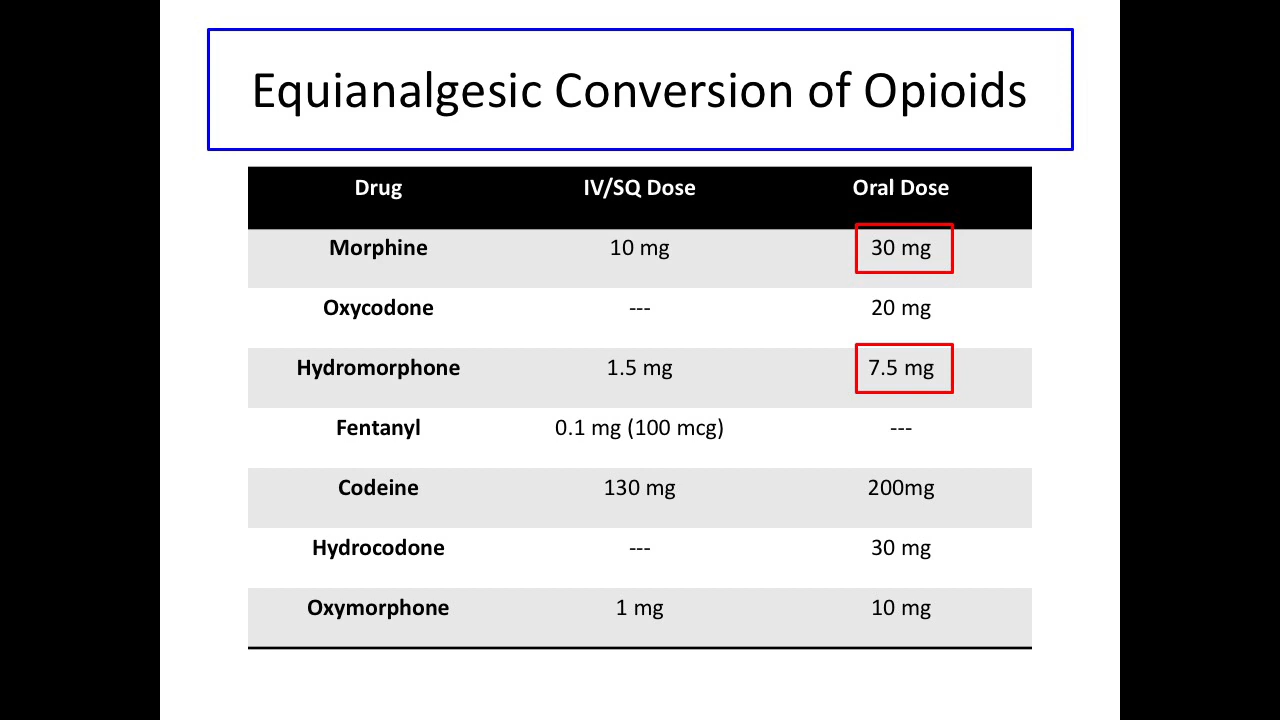 Equianalgesic Conversion of Opioids
Drug IV/SQ Dose Oral Dose
Morphine 10 mg 30 mg
Oxycodone --- 20 mg
Hydromorphone 1.5 mg 7.5 mg
Fentanyl 0.1 mg (100 mcg) ---
Codeine 130 mg 200mg
Hydrocodone --- 30 mg
Oxymorphone 1 mg 10 mg